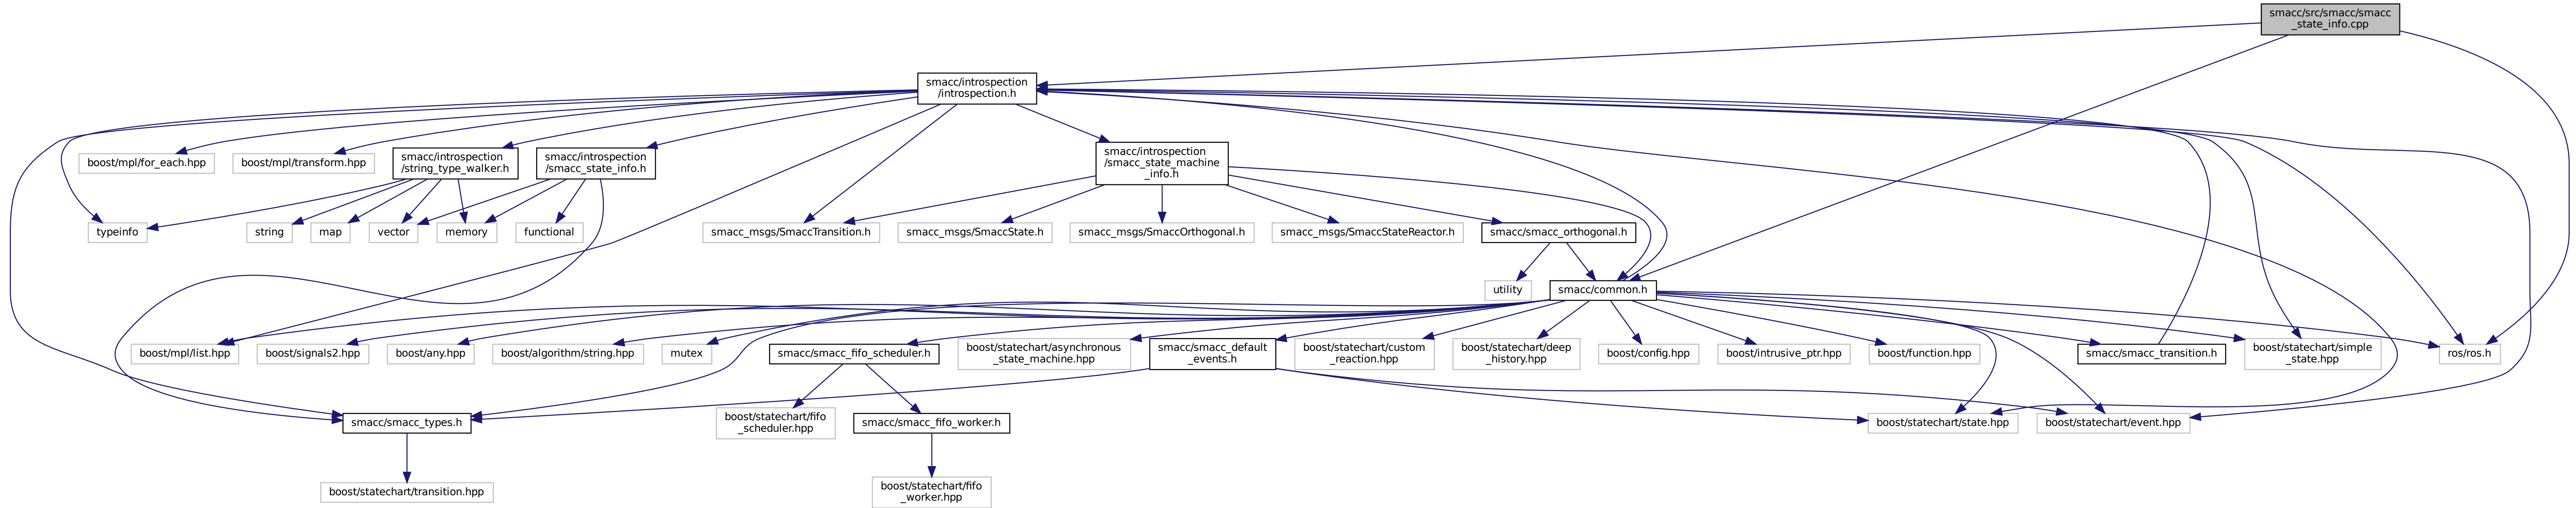 smacc/src/smacc/smacc
_state_info.cpp
smacc/introspection
/introspection.h
boost/mpl/for_each.hpp
boost/mpl/transform.hpp
smacc/introspection
/string_type_walker.h
smacc/introspection
/smacc_state_info.h
smacc/introspection
/smacc_state_machine
_info.h
typeinfo
string
map
vector
memory
functional
smacc_msgs/SmaccTransition.h
smacc_msgs/SmaccState.h
smacc_msgs/SmaccOrthogonal.h
smacc_msgs/SmaccStateReactor.h
smacc/smacc_orthogonal.h
utility
smacc/common.h
boost/mpl/list.hpp
boost/signals2.hpp
boost/any.hpp
boost/algorithm/string.hpp
mutex
smacc/smacc_fifo_scheduler.h
boost/statechart/asynchronous
_state_machine.hpp
smacc/smacc_default
_events.h
boost/statechart/custom
_reaction.hpp
boost/statechart/deep
_history.hpp
boost/config.hpp
boost/intrusive_ptr.hpp
boost/function.hpp
smacc/smacc_transition.h
boost/statechart/simple
_state.hpp
ros/ros.h
smacc/smacc_types.h
boost/statechart/fifo
_scheduler.hpp
smacc/smacc_fifo_worker.h
boost/statechart/state.hpp
boost/statechart/event.hpp
boost/statechart/transition.hpp
boost/statechart/fifo
_worker.hpp